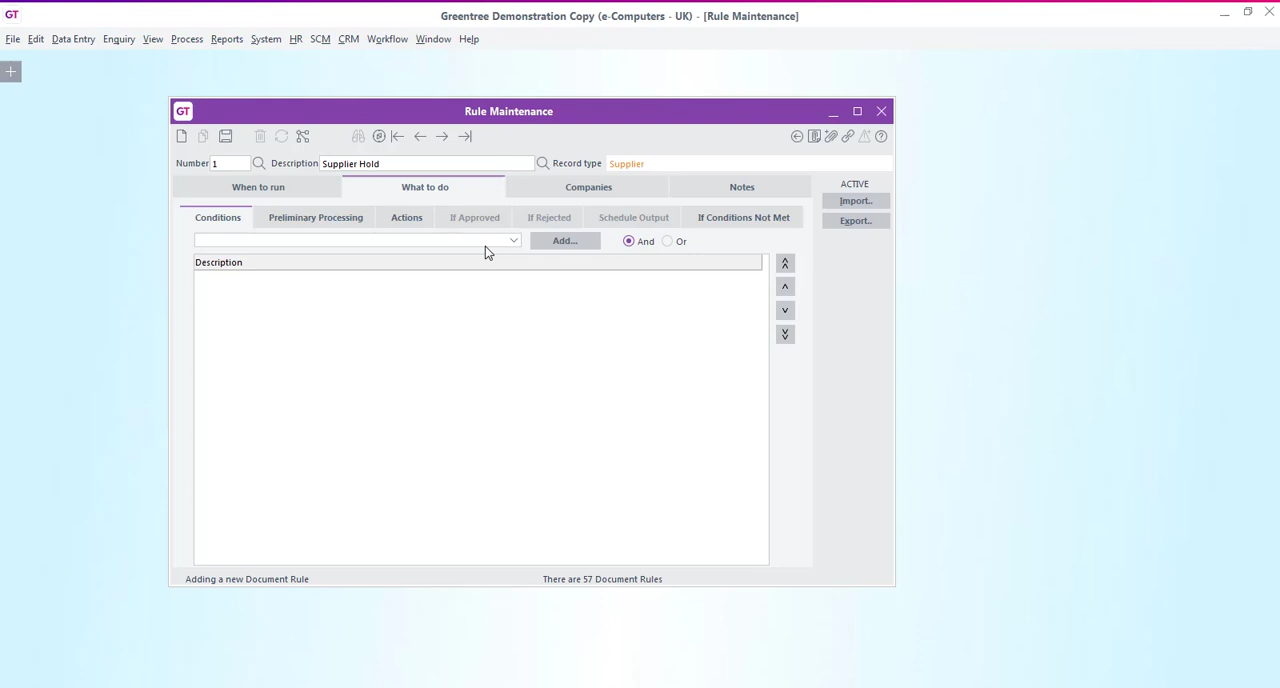 GT Greentree Demonstration Copy (e-Computers - UK) - [Rule Maintenance]
File Edit Data Entry Enquiry View Process Reports System HR SCM CRM Workflow Window Help
GT Rule Maintenance
Number 1 Description Supplier Hold Record type Supplier
When to run What to do Companies Notes ACTIVE
Import..
Conditions Preliminary Processing Actions If Approved If Rejected Schedule Output If Conditions Not Met Export..
Add... And Or
Description
Adding a new Document Rule There are 57 Document Rules